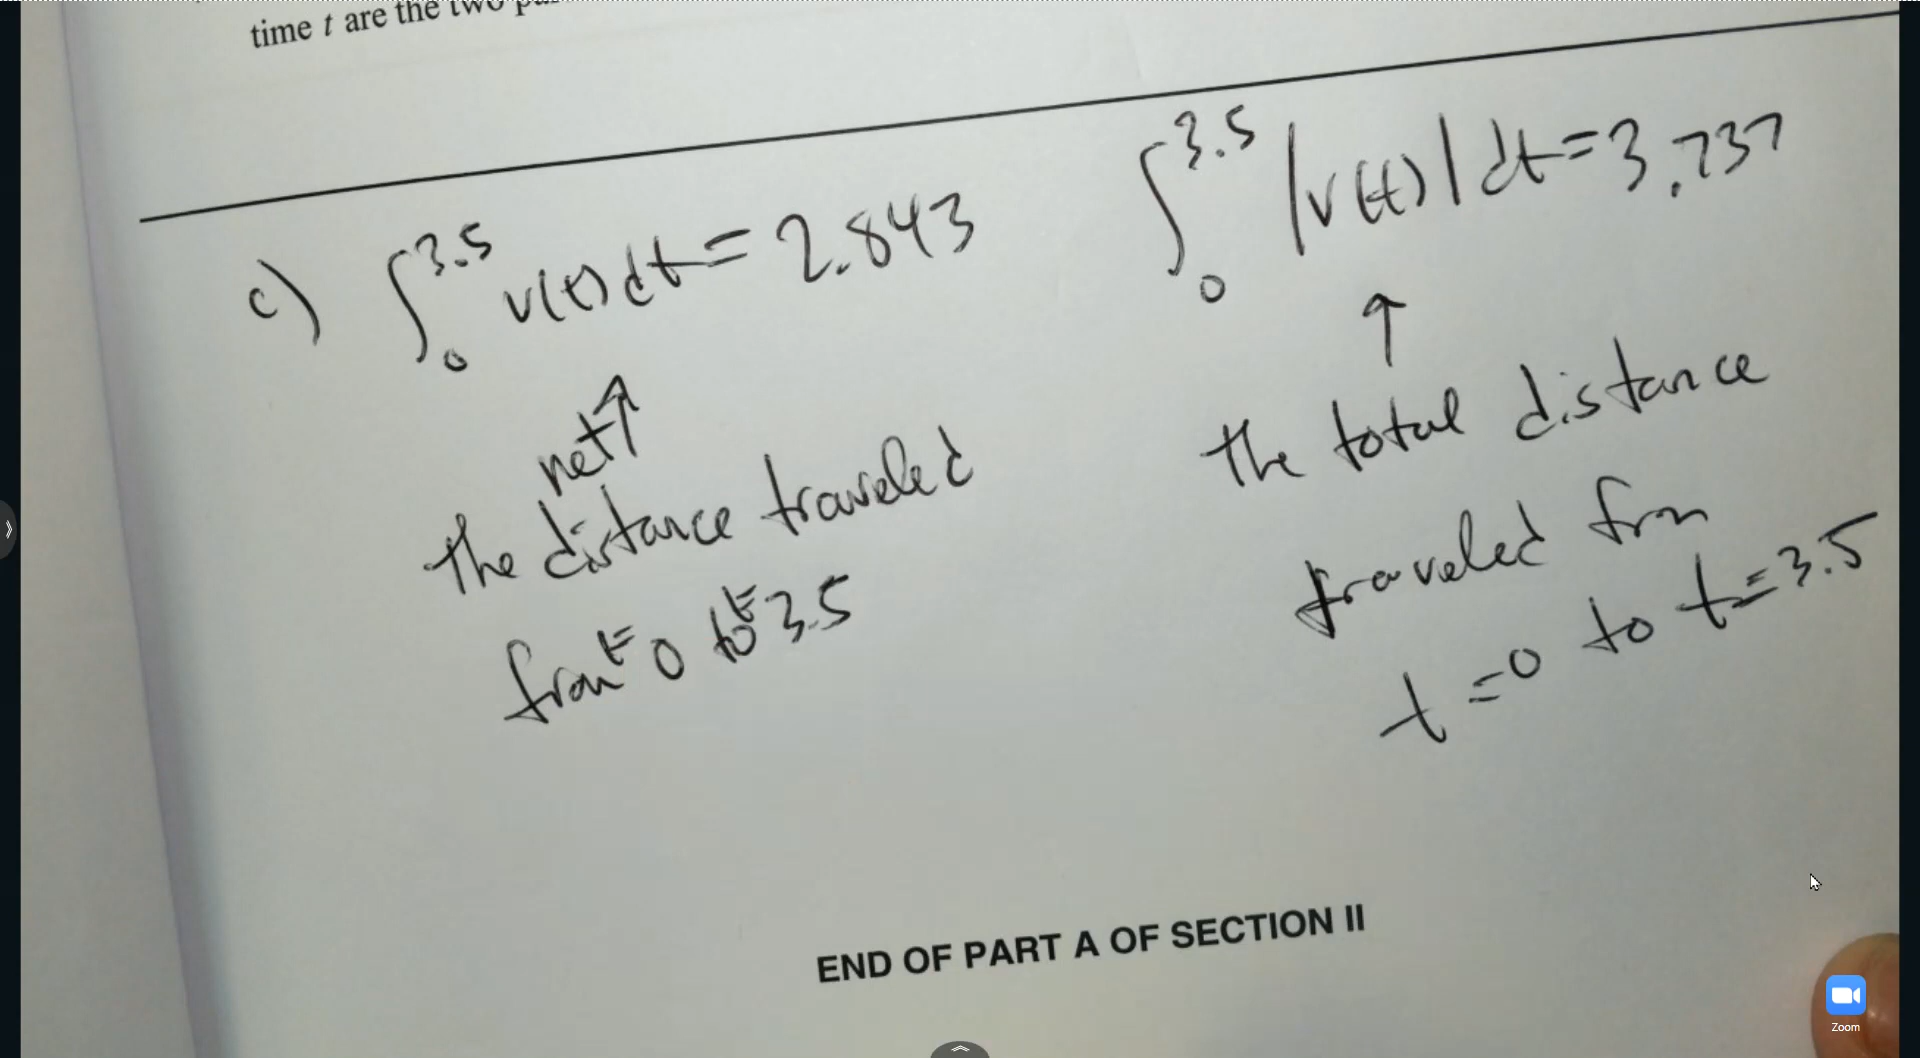 time t are the two
c) ∫₀^3.5 v(t) dt = 2.843
net
the distance traveled
from t= 0 to t= 3.5
∫₀^3.5 |v(t)| dt = 3.737
the total distance
traveled from
t = 0 to t = 3.5
END OF PART A OF SECTION II
Zoom